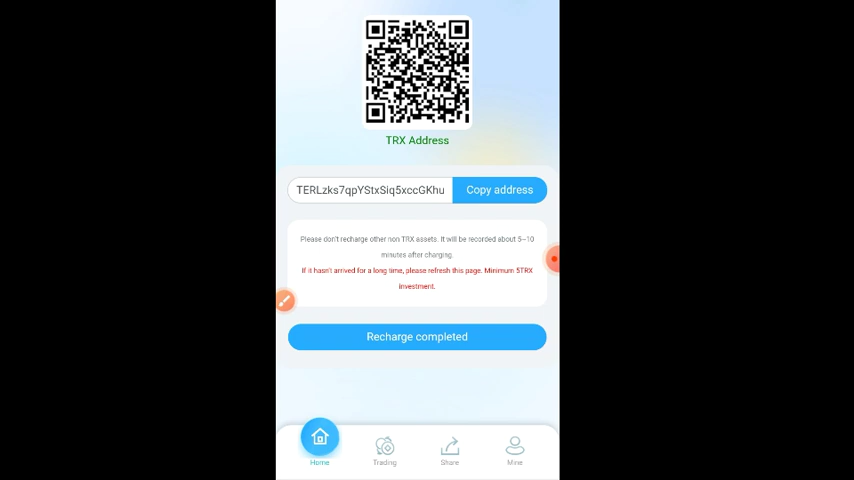 TRX Address
TERLzks7qpYStxSiq5xccGKhu
Copy address
Please don't recharge other non TRX assets. It will be recorded about 5--10
minutes after charging.
If it hasn't arrived for a long time, please refresh this page. Minimum 5TRX
investment.
Recharge completed
Home
Trading
Share
Mine